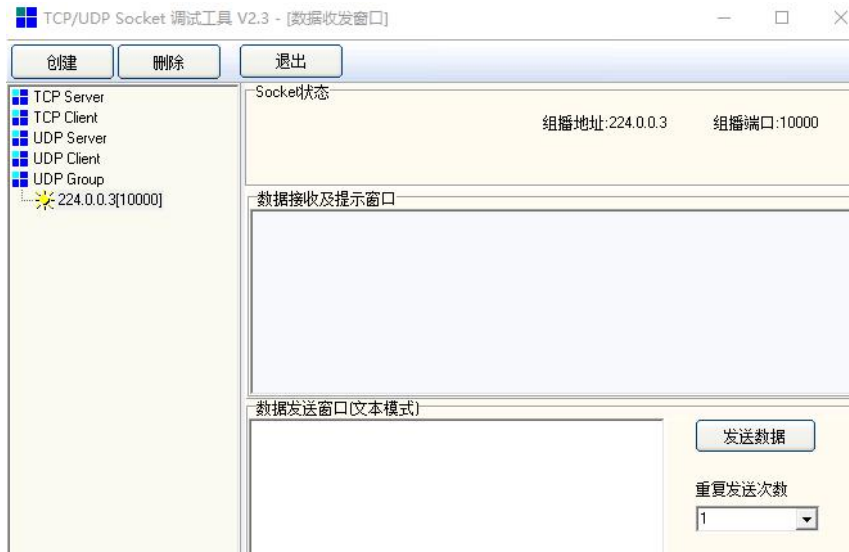 TCP/UDP Socket 调试工具 V2.3 - [数据收发窗口]
创建 删除 退出
TCP Server
TCP Client
UDP Server
UDP Client
UDP Group
224.0.0.3[10000]
Socket状态
组播地址:224.0.0.3 组播端口:10000
数据接收及提示窗口
数据发送窗口(文本模式)
发送数据
重复发送次数
1